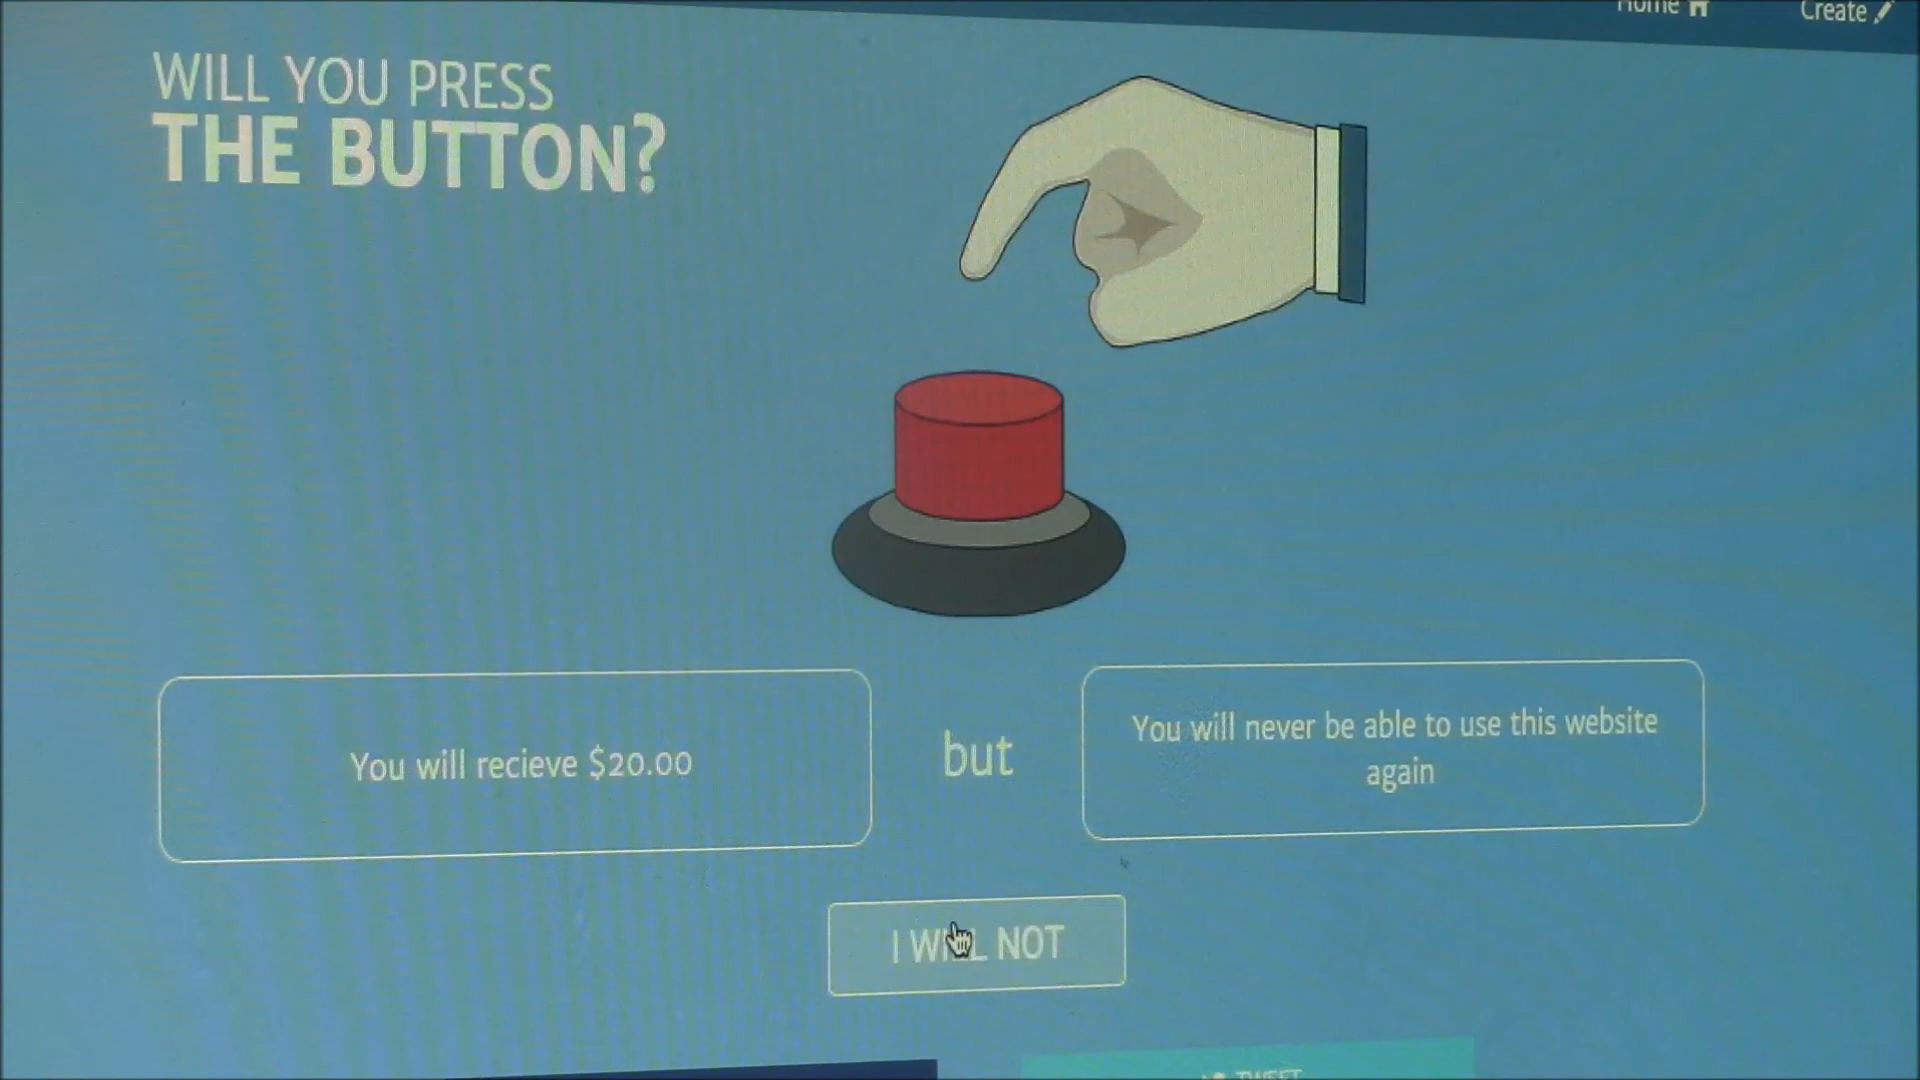 Home
Create
WILL YOU PRESS
THE BUTTON?
You will recieve $20.00
but
You will never be able to use this website
again
I WILL NOT
TWEET